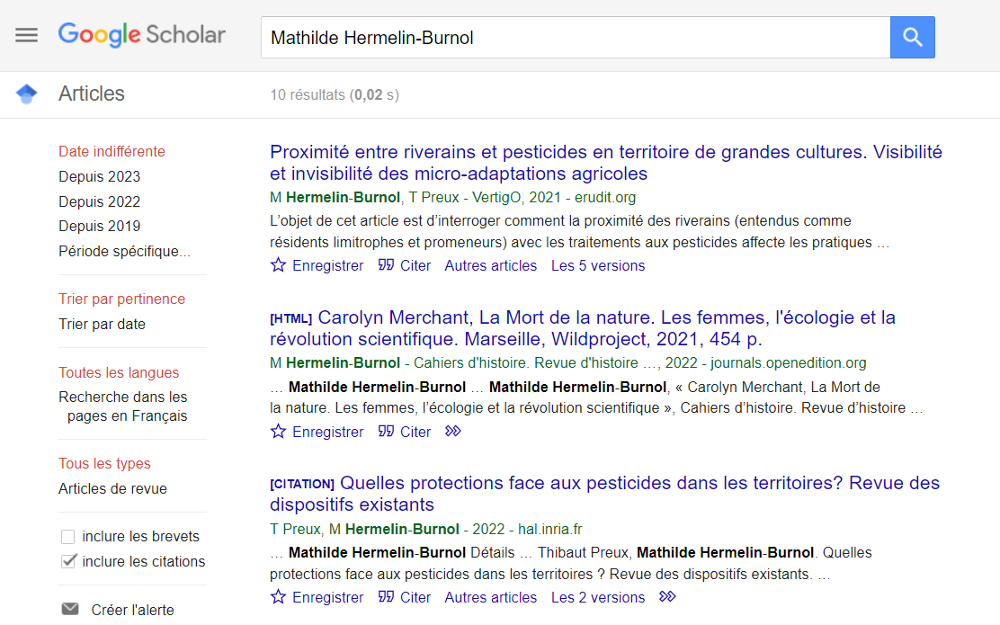 Google Scholar
Mathilde Hermelin-Burnol
Articles
10 résultats (0,02 s)
Date indifférente
Depuis 2023
Depuis 2022
Depuis 2019
Période spécifique...
Trier par pertinence
Trier par date
Toutes les langues
Recherche dans les
pages en Français
Tous les types
Articles de revue
inclure les brevets
inclure les citations
Créer l'alerte
Proximité entre riverains et pesticides en territoire de grandes cultures. Visibilité
et invisibilité des micro-adaptations agricoles
M Hermelin-Burnol, T Preux - VertigO, 2021 - erudit.org
L’objet de cet article est d’interroger comment la proximité des riverains (entendus comme
résidents limitrophes et promeneurs) avec les traitements aux pesticides affecte les pratiques …
Enregistrer Citer Autres articles Les 5 versions
[HTML] Carolyn Merchant, La Mort de la nature. Les femmes, l'écologie et la
révolution scientifique. Marseille, Wildproject, 2021, 454 p.
M Hermelin-Burnol - Cahiers d'histoire. Revue d'histoire …, 2022 - journals.openedition.org
… Mathilde Hermelin-Burnol … Mathilde Hermelin-Burnol, « Carolyn Merchant, La Mort de
la nature. Les femmes, l’écologie et la révolution scientifique », Cahiers d’histoire. Revue d’histoire …
Enregistrer Citer
[CITATION] Quelles protections face aux pesticides dans les territoires? Revue des
dispositifs existants
T Preux, M Hermelin-Burnol - 2022 - hal.inria.fr
… Mathilde Hermelin-Burnol Détails … Thibaut Preux, Mathilde Hermelin-Burnol. Quelles
protections face aux pesticides dans les territoires ? Revue des dispositifs existants. …
Enregistrer Citer Autres articles Les 2 versions